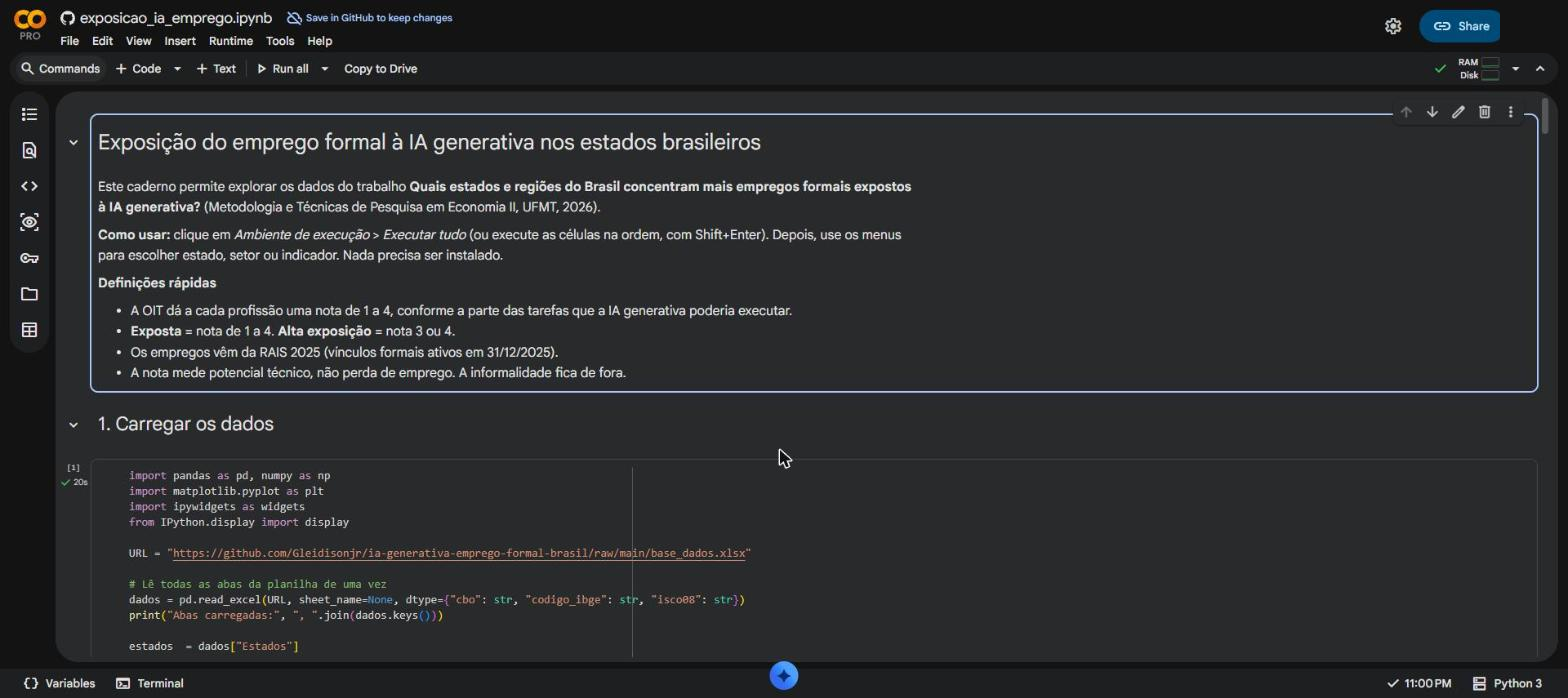 CO
PRO
exposicao_ia_emprego.ipynb
Save in GitHub to keep changes
File Edit View Insert Runtime Tools Help
Share
Commands + Code + Text Run all Copy to Drive
RAM
Disk
Exposição do emprego formal à IA generativa nos estados brasileiros
Este caderno permite explorar os dados do trabalho Quais estados e regiões do Brasil concentram mais empregos formais expostos
à IA generativa? (Metodologia e Técnicas de Pesquisa em Economia II, UFMT, 2026).
Como usar: clique em Ambiente de execução > Executar tudo (ou execute as células na ordem, com Shift+Enter). Depois, use os menus
para escolher estado, setor ou indicador. Nada precisa ser instalado.
Definições rápidas
• A OIT dá a cada profissão uma nota de 1 a 4, conforme a parte das tarefas que a IA generativa poderia executar.
• Exposta = nota de 1 a 4. Alta exposição = nota 3 ou 4.
• Os empregos vêm da RAIS 2025 (vínculos formais ativos em 31/12/2025).
• A nota mede potencial técnico, não perda de emprego. A informalidade fica de fora.
1. Carregar os dados
[1]
20s
import pandas as pd, numpy as np
import matplotlib.pyplot as plt
import ipywidgets as widgets
from IPython.display import display
URL = "https://github.com/Gleidisonjr/ia-generativa-emprego-formal-brasil/raw/main/base_dados.xlsx"
# Lê todas as abas da planilha de uma vez
dados = pd.read_excel(URL, sheet_name=None, dtype={"cbo": str, "codigo_ibge": str, "isco08": str})
print("Abas carregadas:", ", ".join(dados.keys()))
estados  = dados["Estados"]
{} Variables Terminal
11:00 PM Python 3